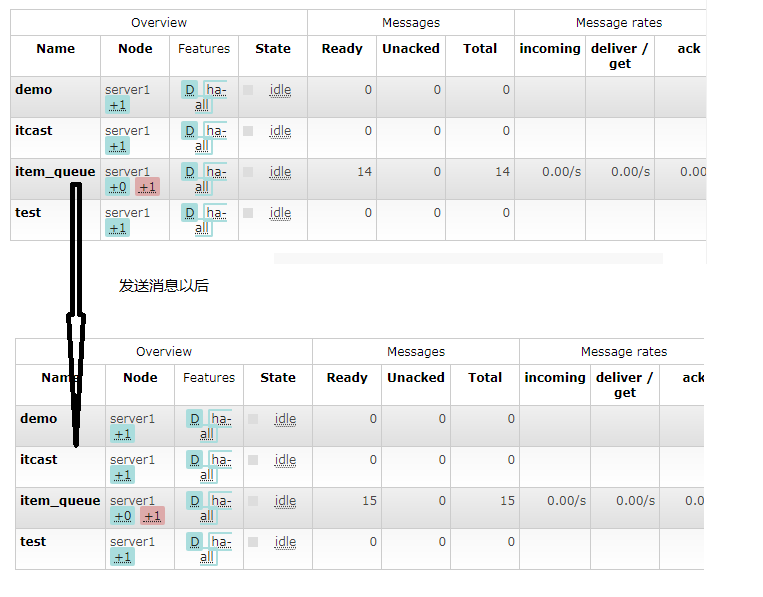 Overview Messages Message rates
Name Node Features State Ready Unacked Total incoming deliver / get ack
demo server1 +1 D ha-all idle 0 0 0
itcast server1 +1 D ha-all idle 0 0 0
item_queue server1 +0 +1 D ha-all idle 14 0 14 0.00/s 0.00/s 0.00
test server1 +1 D ha-all idle 0 0 0
发送消息以后
Overview Messages Message rates
Name Node Features State Ready Unacked Total incoming deliver / get ack
demo server1 +1 D ha-all idle 0 0 0
itcast server1 +1 D ha-all idle 0 0 0
item_queue server1 +0 +1 D ha-all idle 15 0 15 0.00/s 0.00/s 0.0
test server1 +1 D ha-all idle 0 0 0